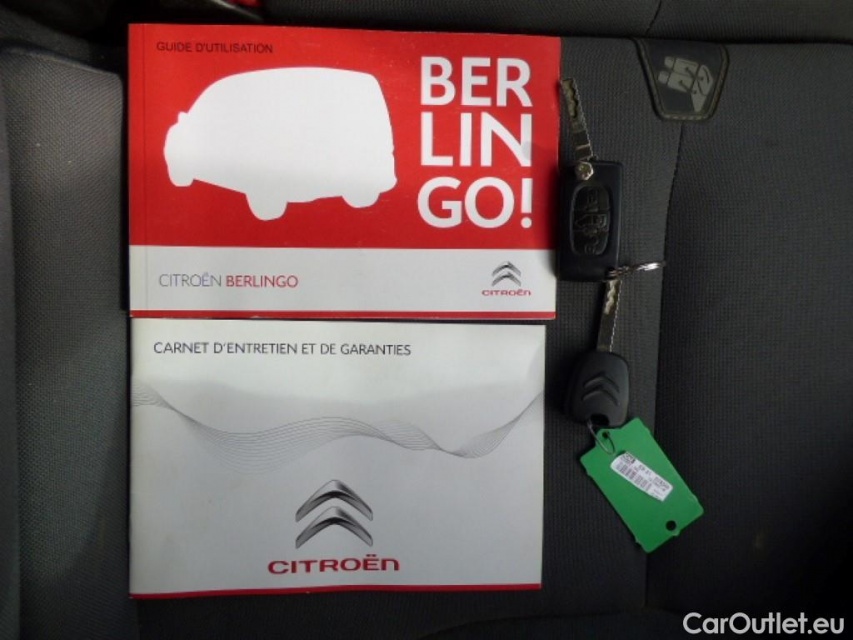 GUIDE D'UTILISATION
BER
LIN
GO!
CITROËN BERLINGO
CITROËN
CARNET D'ENTRETIEN ET DE GARANTIES
CITROËN
CarOutlet.eu